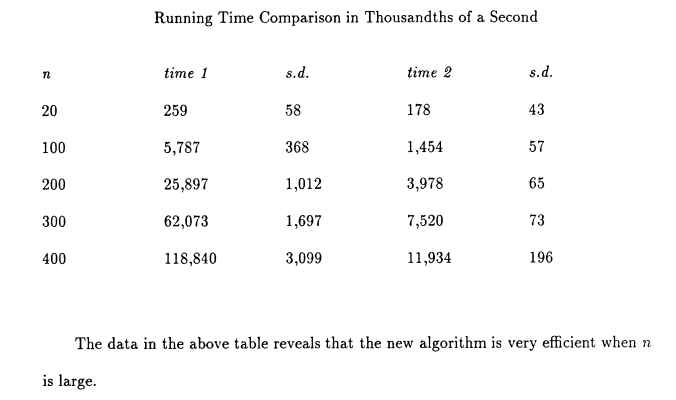 Running Time Comparison in Thousandths of a Second
n time 1 s.d. time 2 s.d.
20 259 58 178 43
100 5,787 368 1,454 57
200 25,897 1,012 3,978 65
300 62,073 1,697 7,520 73
400 118,840 3,099 11,934 196
The data in the above table reveals that the new algorithm is very efficient when n
is large.